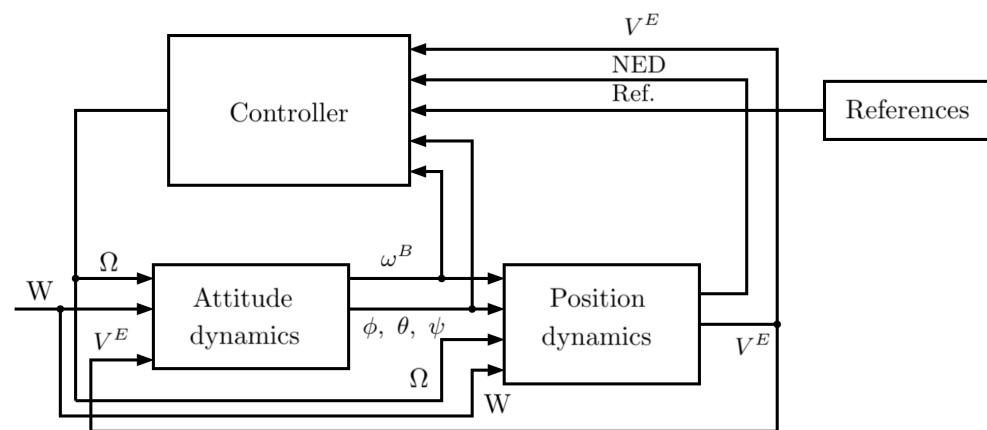 V^E
NED
Ref.
Controller
References
Ω
ω^B
W
Attitude
dynamics
Position
dynamics
V^E
ϕ, θ, ψ
V^E
Ω
W